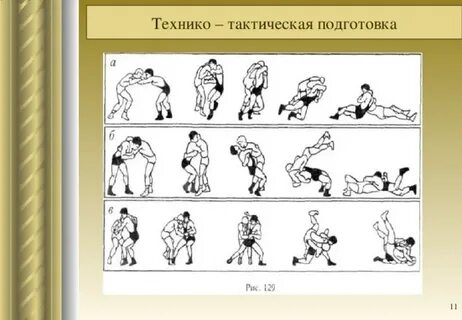 Технико – тактическая подготовка
а
б
в
Рис. 129
11